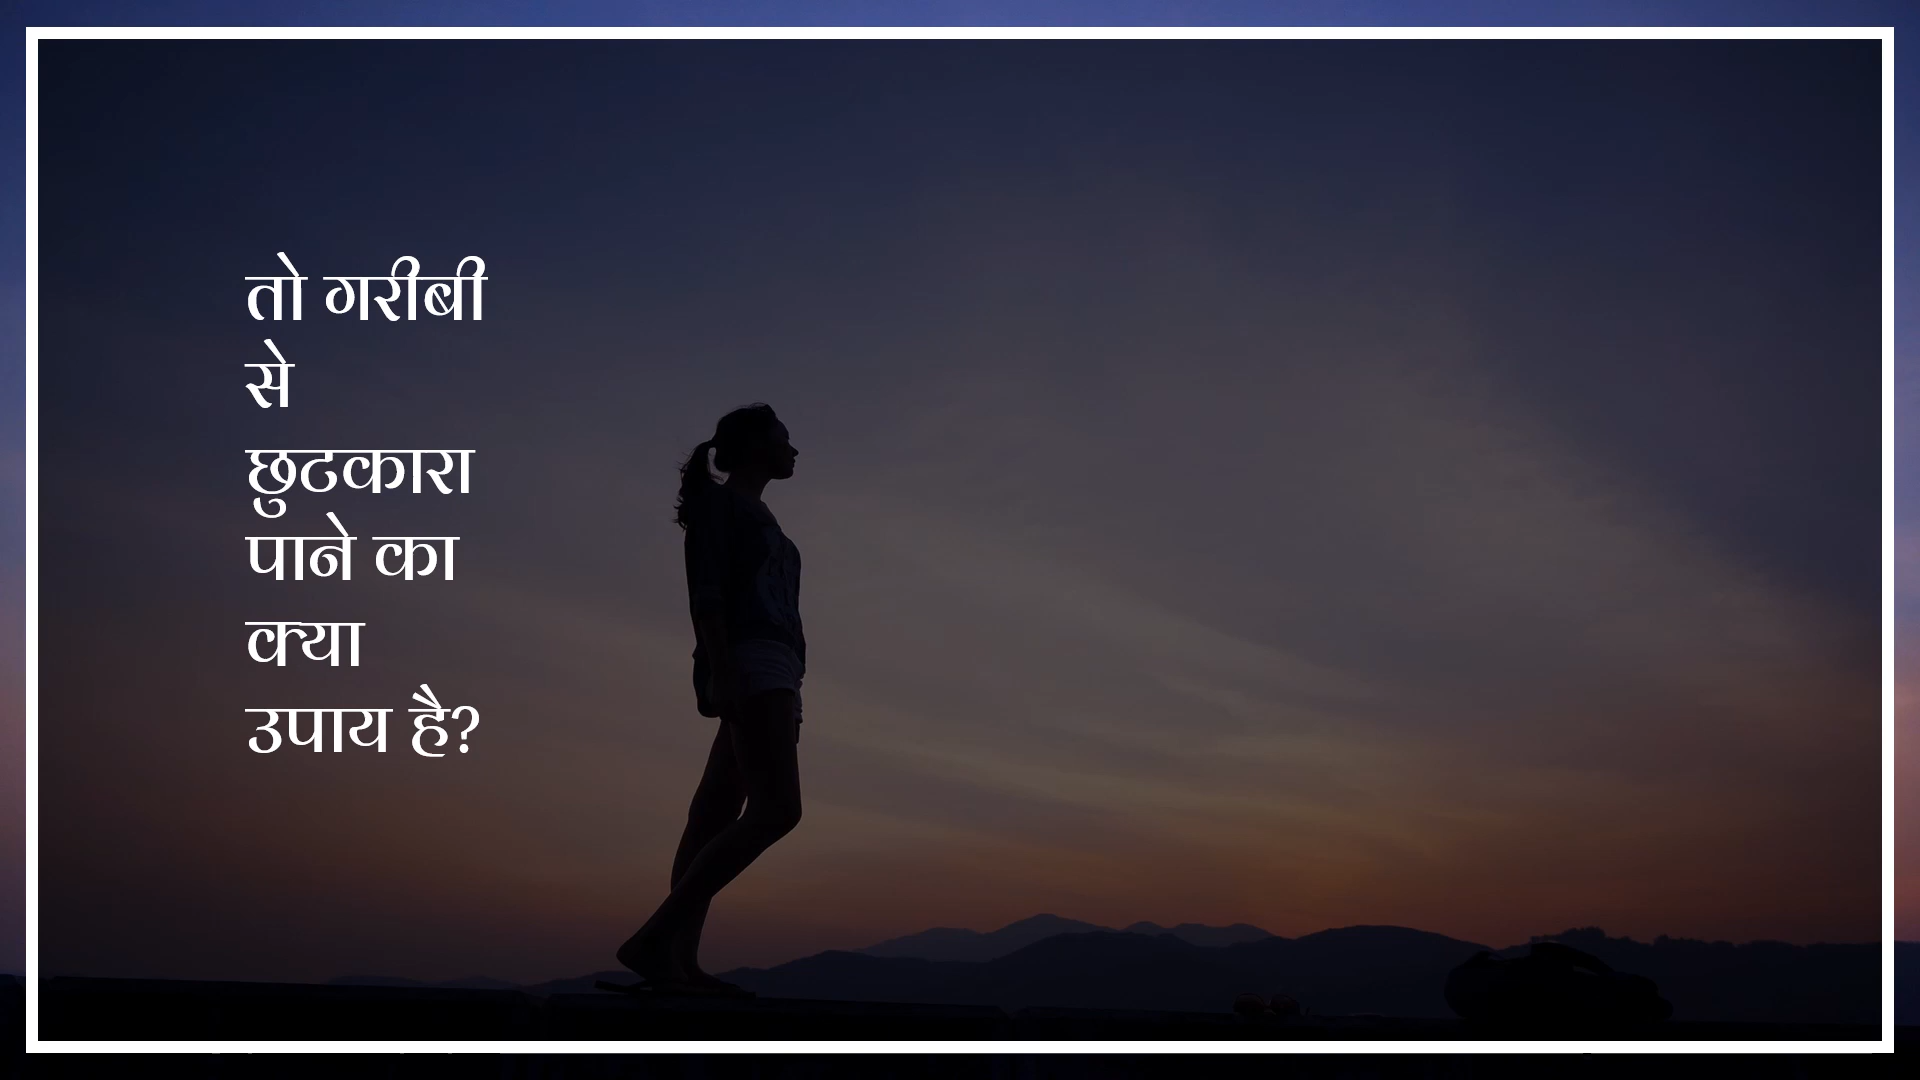 तो गरीबी
से
छुटकारा
पाने का
क्या
उपाय है?